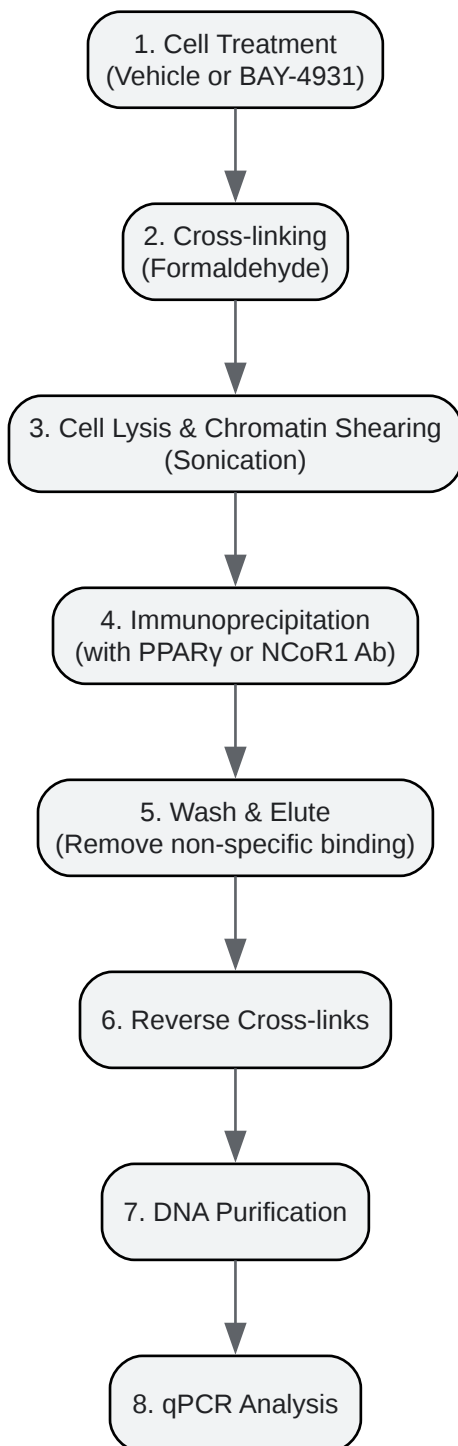 1. Cell Treatment
(Vehicle or BAY-4931)
2. Cross-linking
(Formaldehyde)
3. Cell Lysis & Chromatin Shearing
(Sonication)
4. Immunoprecipitation
(with PPARγ or NCoR1 Ab)
5. Wash & Elute
(Remove non-specific binding)
6. Reverse Cross-links
7. DNA Purification
8. qPCR Analysis